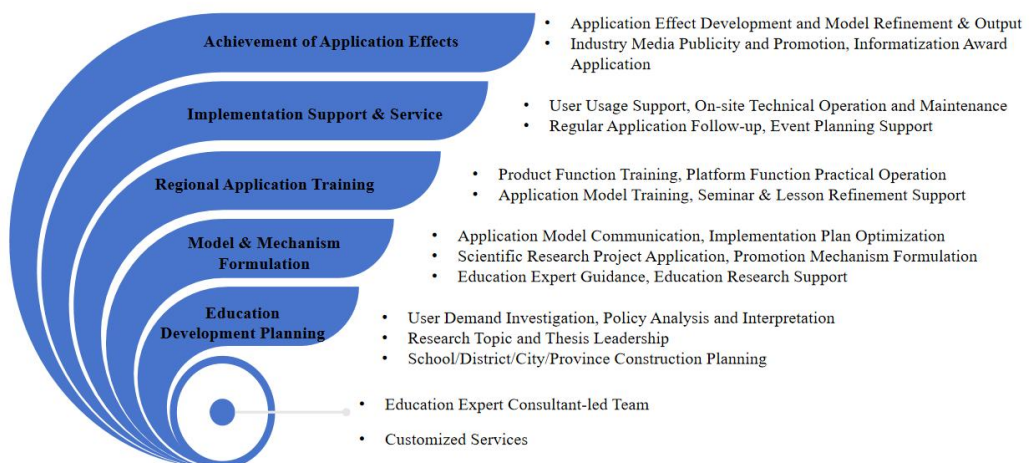 Achievement of Application Effects
• Application Effect Development and Model Refinement & Output
• Industry Media Publicity and Promotion, Informatization Award
Application
Implementation Support & Service
• User Usage Support, On-site Technical Operation and Maintenance
• Regular Application Follow-up, Event Planning Support
Regional Application Training
• Product Function Training, Platform Function Practical Operation
• Application Model Training, Seminar & Lesson Refinement Support
Model & Mechanism
Formulation
• Application Model Communication, Implementation Plan Optimization
• Scientific Research Project Application, Promotion Mechanism Formulation
• Education Expert Guidance, Education Research Support
Education
Development Planning
• User Demand Investigation, Policy Analysis and Interpretation
• Research Topic and Thesis Leadership
• School/District/City/Province Construction Planning
• Education Expert Consultant-led Team
• Customized Services